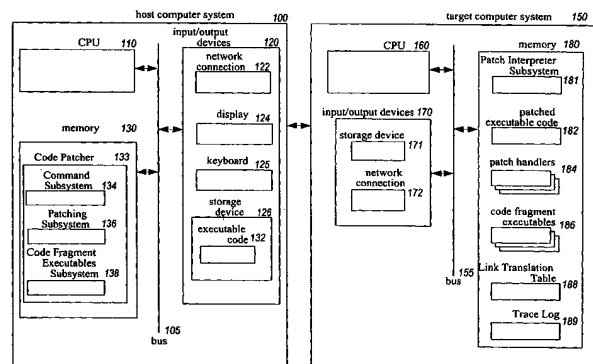 host computer system 100
CPU 110
input/output
devices 120
network
connection 122
display
124
keyboard
125
storage
device 126
executable
code 132
memory 130
Code Patcher 133
Command
Subsystem
134
Patching
Subsystem 136
Code Fragment
Executables
Subsystem 138
105
bus
target computer system 150
CPU 160
input/output devices 170
storage device
171
network
connection 172
155
bus
memory 180
Patch Interpreter
Subsystem
181
patched
executable code
182
patch handlers
184
code fragment
executables 186
Link Translation
Table 188
Trace Log
189